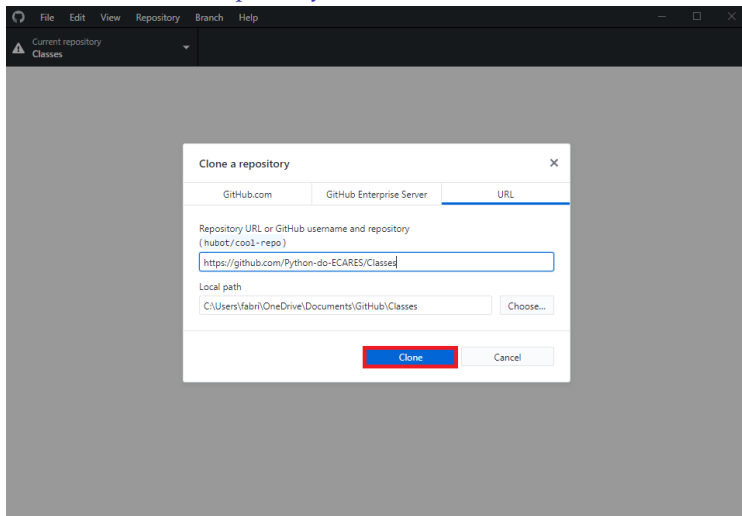 File Edit View Repository Branch Help
Current repository
Classes
Clone a repository
GitHub.com GitHub Enterprise Server URL
Repository URL or GitHub username and repository
(hubot/cool-repo)
https://github.com/Python-do-ECARES/Classes
Local path
C:\Users\fabri\OneDrive\Documents\GitHub\Classes Choose...
Clone Cancel